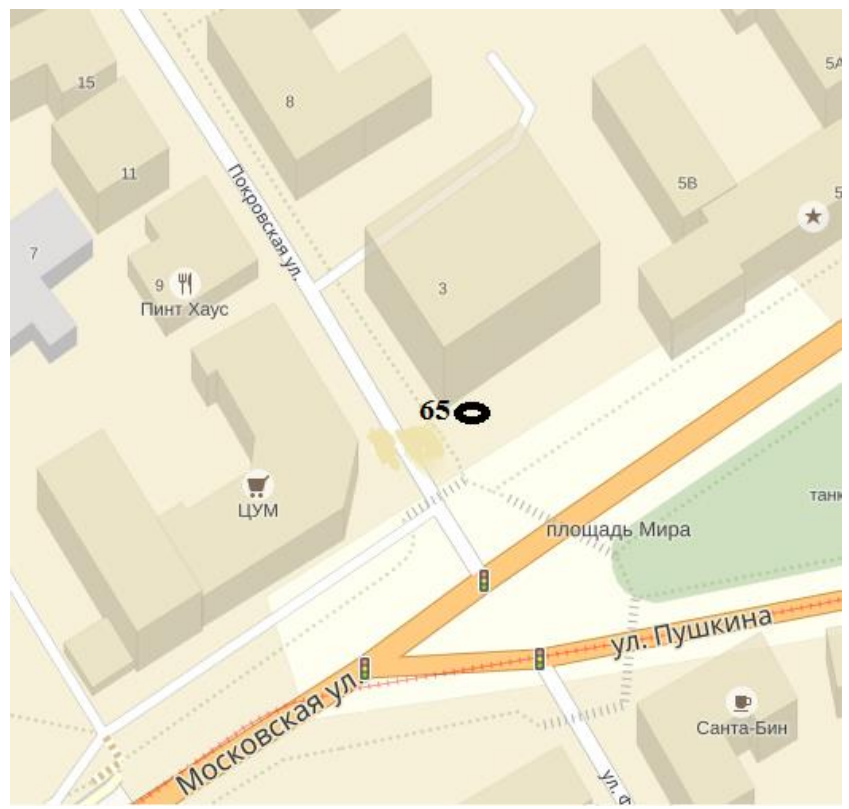 5А
15
8
11
5В
5
7
Покровская ул.
9
Пинт Хаус
3
65
ЦУМ
площадь Мира
танк
ул. Пушкина
Московская ул.
Санта-Бин
ул. Ф